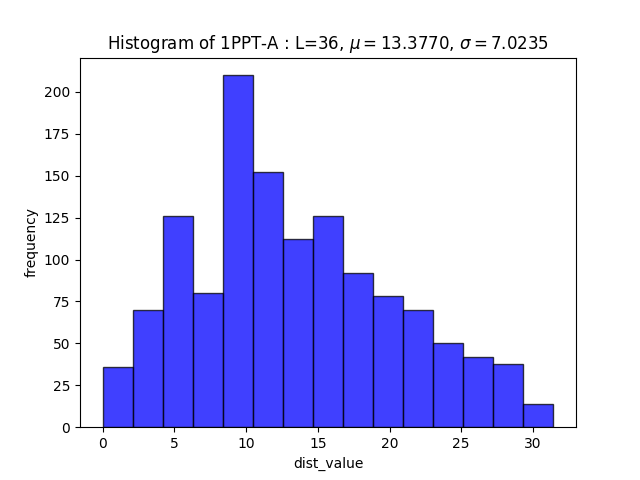 Histogram of 1PPT-A : L=36, μ = 13.3770, σ = 7.0235
frequency
200
175
150
125
100
75
50
25
0
0 5 10 15 20 25 30
dist_value